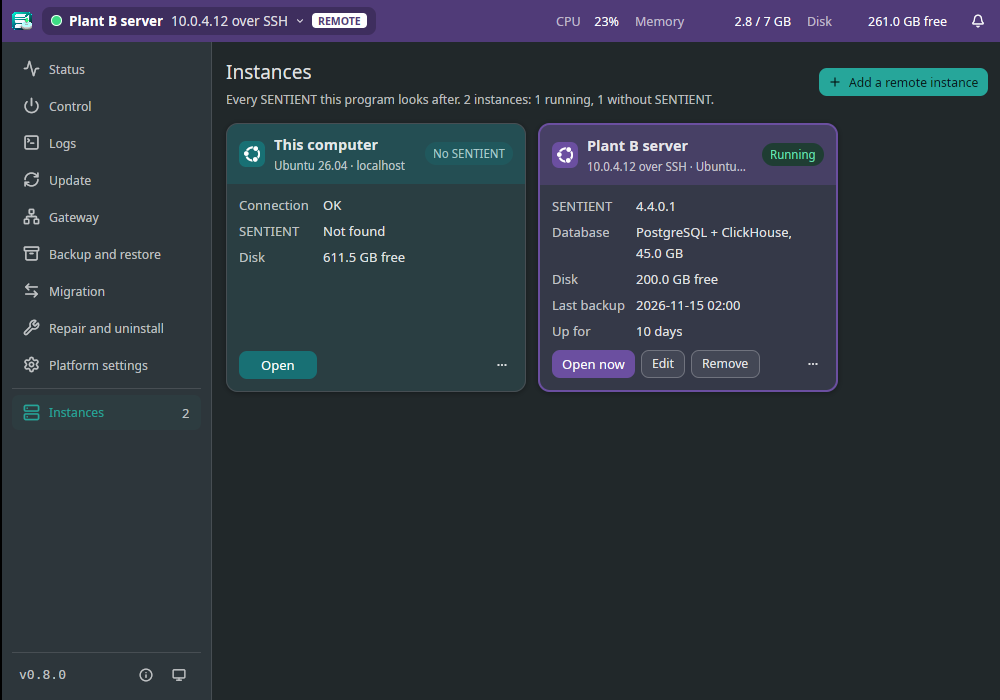 Plant B server 10.0.4.12 over SSH REMOTE CPU 23% Memory 2.8 / 7 GB Disk 261.0 GB free
Status
Control
Logs
Update
Gateway
Backup and restore
Migration
Repair and uninstall
Platform settings
Instances 2
v0.8.0
Instances
Every SENTIENT this program looks after. 2 instances: 1 running, 1 without SENTIENT.
+ Add a remote instance
This computer
Ubuntu 26.04 · localhost
No SENTIENT
Connection OK
SENTIENT Not found
Disk 611.5 GB free
Open ...
Plant B server
10.0.4.12 over SSH · Ubuntu...
Running
SENTIENT 4.4.0.1
Database PostgreSQL + ClickHouse,
45.0 GB
Disk 200.0 GB free
Last backup 2026-11-15 02:00
Up for 10 days
Open now Edit Remove ...